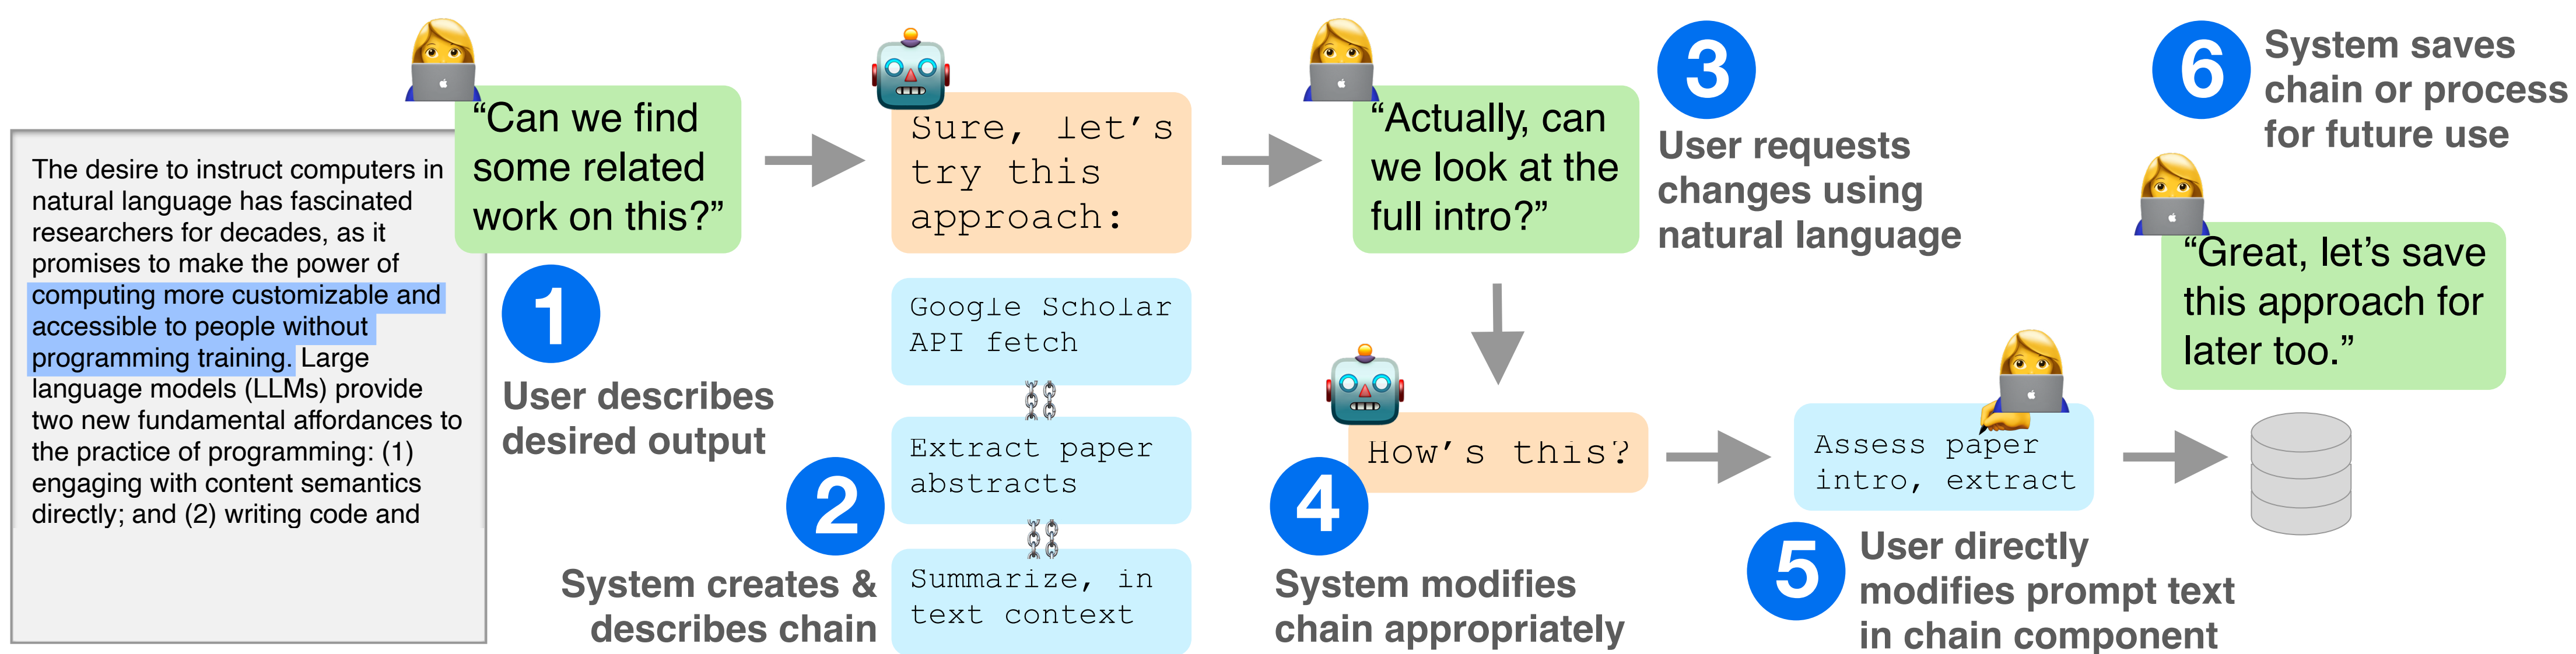 The desire to instruct computers in
natural language has fascinated
researchers for decades, as it
promises to make the power of
computing more customizable and
accessible to people without
programming training. Large
language models (LLMs) provide
two new fundamental affordances to
the practice of programming: (1)
engaging with content semantics
directly; and (2) writing code and
“Can we find
some related
work on this?”
1
User describes
desired output
Sure, let’s
try this
approach:
Google Scholar
API fetch
Extract paper
abstracts
Summarize, in
text context
2
System creates &
describes chain
“Actually, can
we look at the
full intro?”
3
User requests
changes using
natural language
How’s this?
4
System modifies
chain appropriately
Assess paper
intro, extract
5
User directly
modifies prompt text
in chain component
6
System saves
chain or process
for future use
“Great, let’s save
this approach for
later too.”